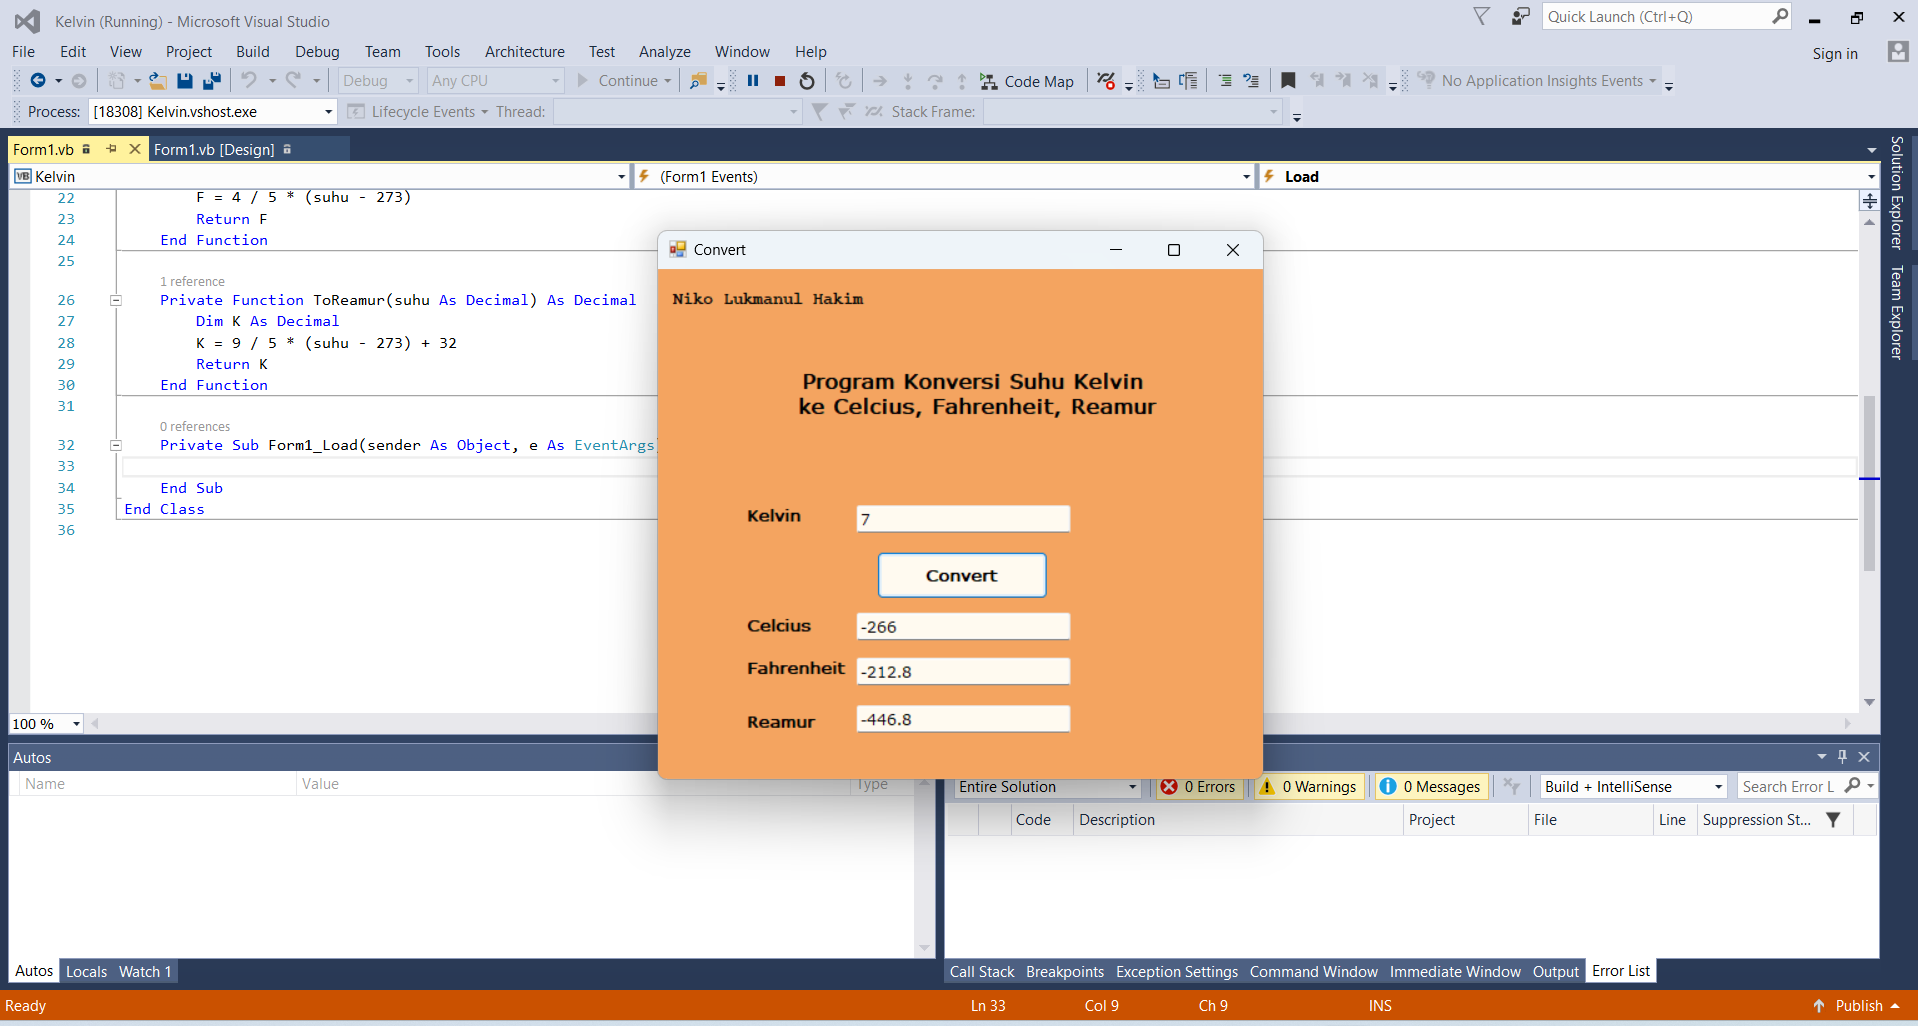 Kelvin (Running) - Microsoft Visual Studio
Quick Launch (Ctrl+Q)
File Edit View Project Build Debug Team Tools Architecture Test Analyze Window Help
Sign in
Debug Any CPU Continue Code Map No Application Insights Events
Process: [18308] Kelvin.vshost.exe Lifecycle Events Thread: Stack Frame:
Form1.vb Form1.vb [Design]
VB Kelvin (Form1 Events) Load
22 F = 4 / 5 * (suhu - 273)
23 Return F
24 End Function
25
1 reference
26 Private Function ToReamur(suhu As Decimal) As Decimal
27 Dim K As Decimal
28 K = 9 / 5 * (suhu - 273) + 32
29 Return K
30 End Function
31
0 references
32 Private Sub Form1_Load(sender As Object, e As EventArgs
33
34 End Sub
35 End Class
36
100 %
Solution Explorer
Team Explorer
Convert
Niko Lukmanul Hakim
Program Konversi Suhu Kelvin
ke Celcius, Fahrenheit, Reamur
Kelvin 7
Convert
Celcius -266
Fahrenheit -212.8
Reamur -446.8
Autos
Name Value Type
Autos Locals Watch 1
Entire Solution 0 Errors 0 Warnings 0 Messages Build + IntelliSense Search Error L
Code Description Project File Line Suppression St...
Call Stack Breakpoints Exception Settings Command Window Immediate Window Output Error List
Ready Ln 33 Col 9 Ch 9 INS Publish